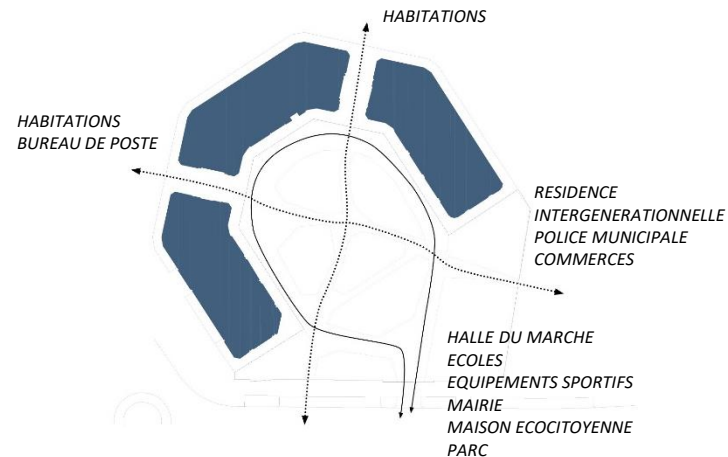 HABITATIONS
HABITATIONS
BUREAU DE POSTE
RESIDENCE
INTERGENERATIONNELLE
POLICE MUNICIPALE
COMMERCES
HALLE DU MARCHE
ECOLES
EQUIPEMENTS SPORTIFS
MAIRIE
MAISON ECOCITOYENNE
PARC